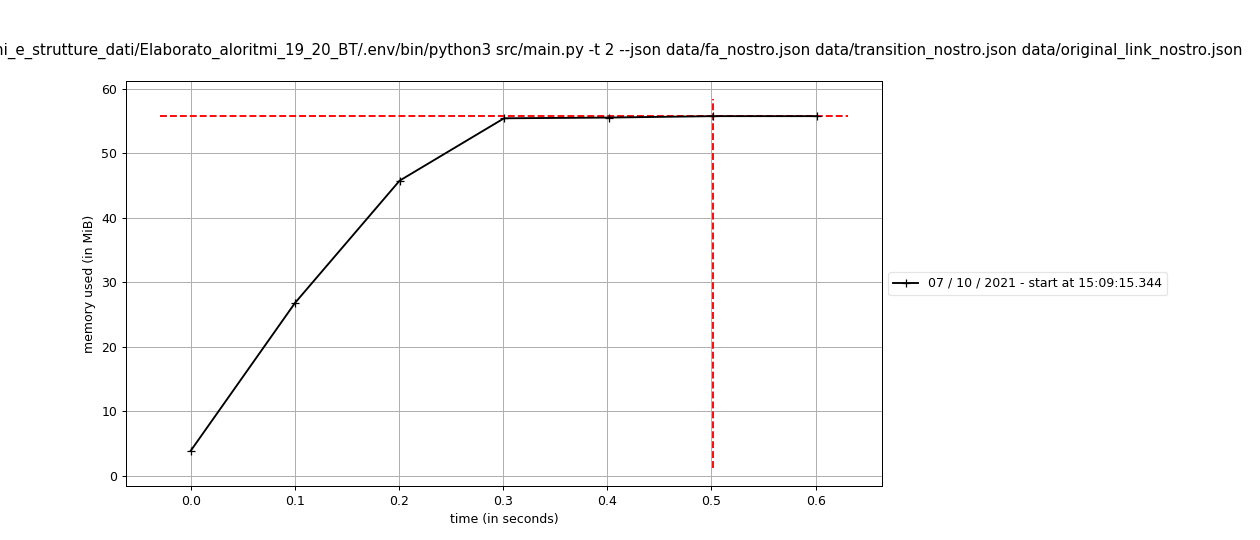 ni_e_strutture_dati/Elaborato_aloritmi_19_20_BT/.env/bin/python3 src/main.py -t 2 --json data/fa_nostro.json data/transition_nostro.json data/original_link_nostro.json
60
50
40
30
20
10
0
memory used (in MiB)
0.0 0.1 0.2 0.3 0.4 0.5 0.6
time (in seconds)
07 / 10 / 2021 - start at 15:09:15.344